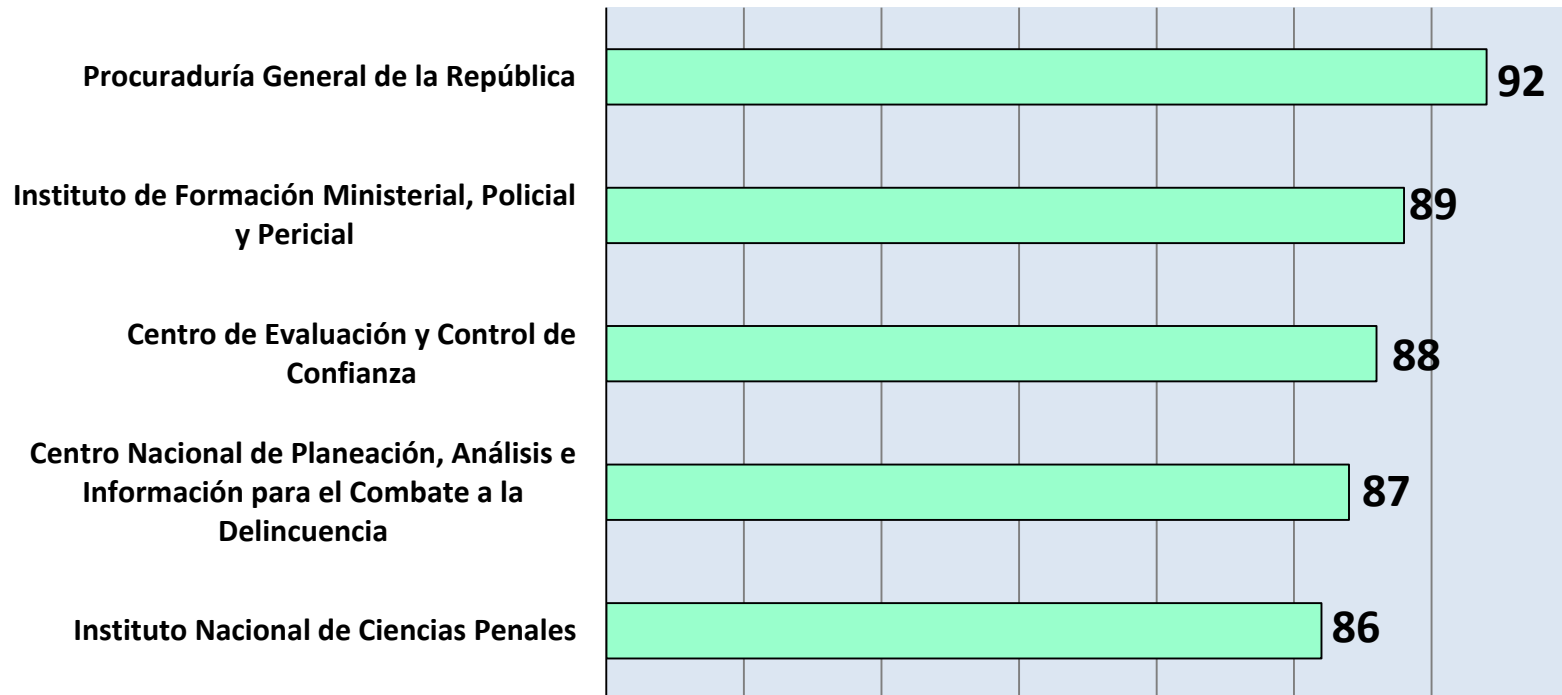 Procuraduría General de la República
92
Instituto de Formación Ministerial, Policial
y Pericial
89
Centro de Evaluación y Control de
Confianza
88
Centro Nacional de Planeación, Análisis e
Información para el Combate a la
Delincuencia
87
Instituto Nacional de Ciencias Penales
86